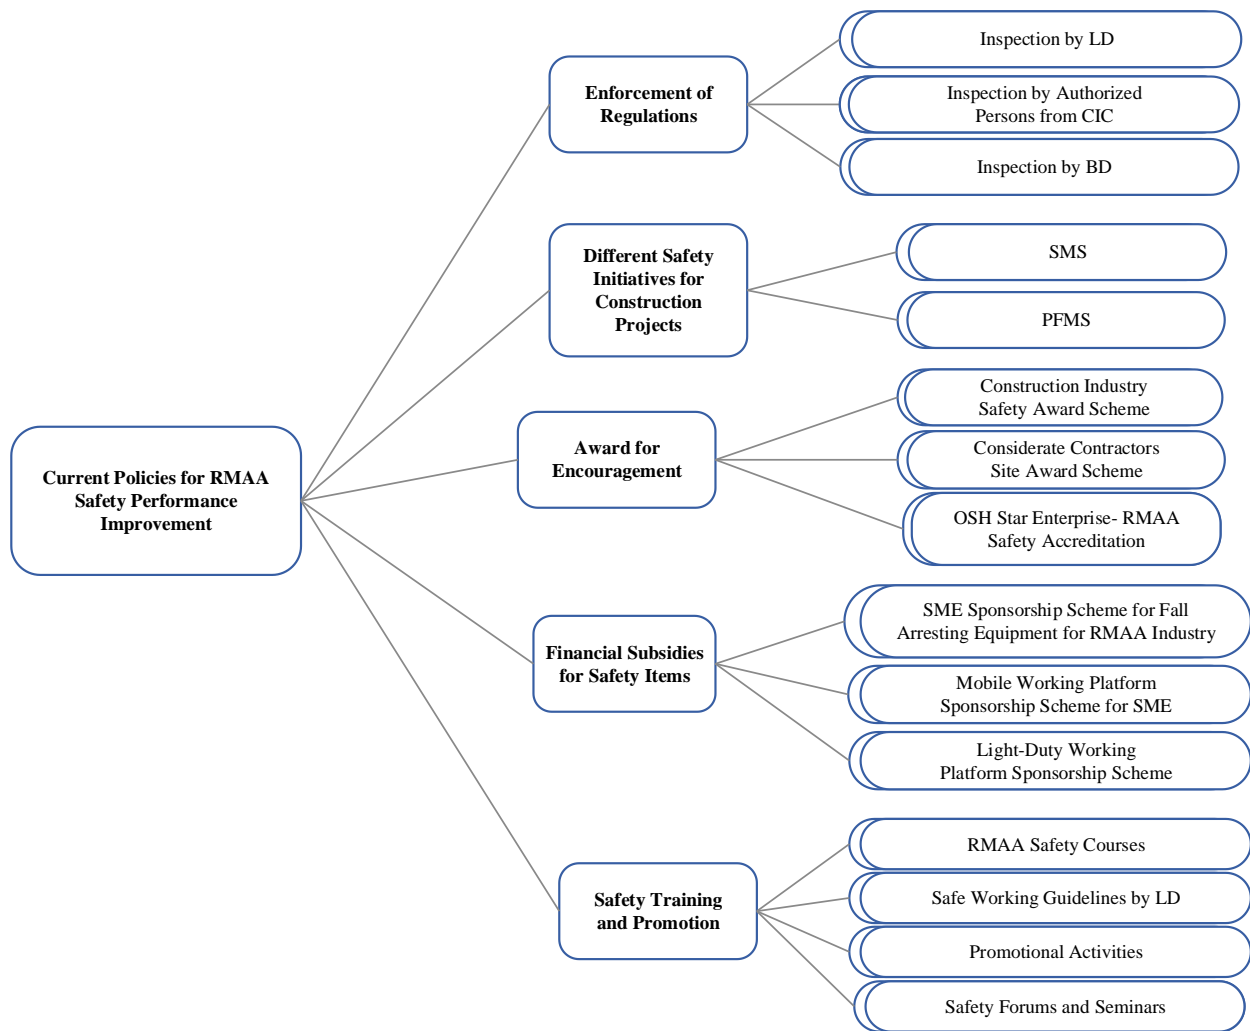 Current Policies for RMAA
Safety Performance
Improvement
Enforcement of
Regulations
Inspection by LD
Inspection by Authorized
Persons from CIC
Inspection by BD
Different Safety
Initiatives for
Construction
Projects
SMS
PFMS
Award for
Encouragement
Construction Industry
Safety Award Scheme
Considerate Contractors
Site Award Scheme
OSH Star Enterprise- RMAA
Safety Accreditation
Financial Subsidies
for Safety Items
SME Sponsorship Scheme for Fall
Arresting Equipment for RMAA Industry
Mobile Working Platform
Sponsorship Scheme for SME
Light-Duty Working
Platform Sponsorship Scheme
Safety Training
and Promotion
RMAA Safety Courses
Safe Working Guidelines by LD
Promotional Activities
Safety Forums and Seminars